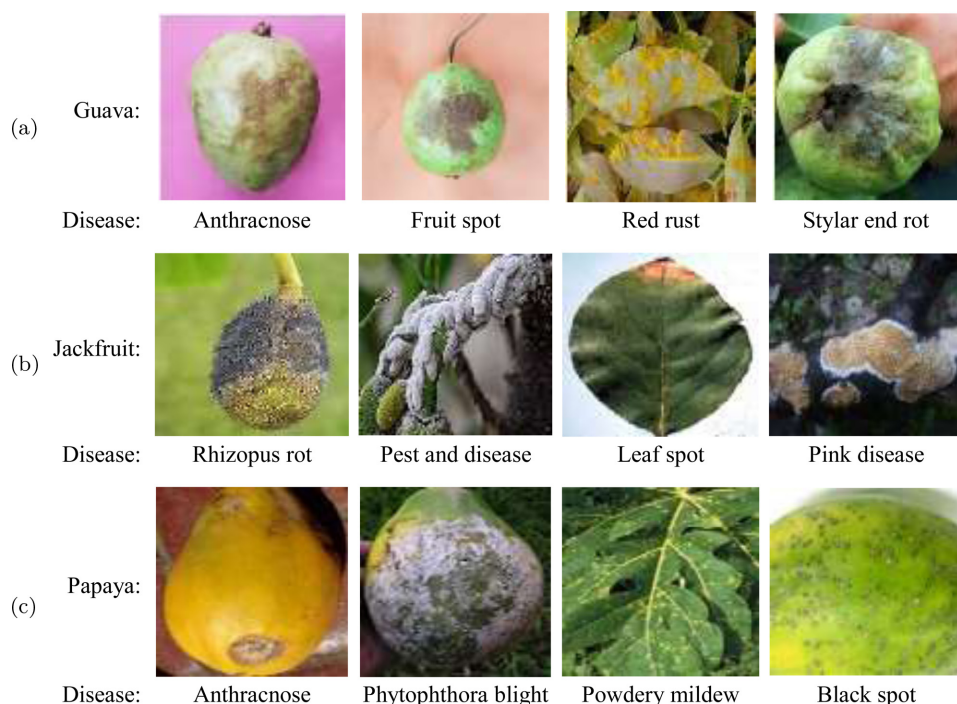 (a)
Guava:
Disease: Anthracnose Fruit spot Red rust Stylar end rot
(b)
Jackfruit:
Disease: Rhizopus rot Pest and disease Leaf spot Pink disease
(c)
Papaya:
Disease: Anthracnose Phytophthora blight Powdery mildew Black spot